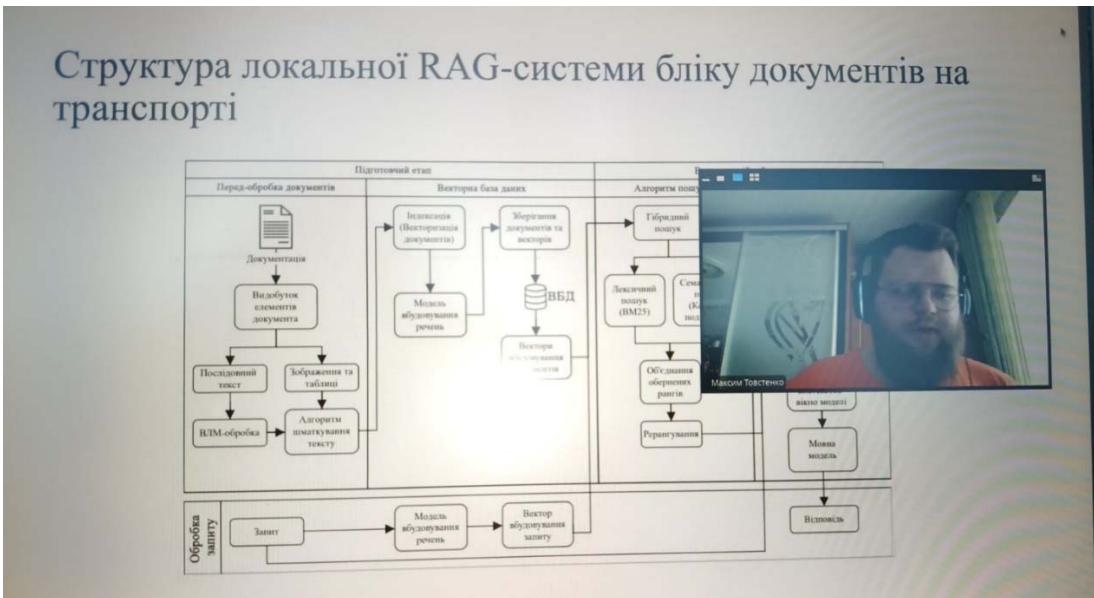 Структура локальної RAG-системи бліку документів на
транспорті
Підготовчий етап
Перед-обробка документів
Векторна база даних
Алгоритм
Документація
Видобуток
елементів
документа
Послідовний
текст
Зображення та
таблиці
ВЛМ-обробка
Алгоритм
шматкування
тексту
Індексація
(Векторизація
документів)
Модель
вбудовування
речень
Зберігання
документів та
векторів
ВБД
Вектори
вбудовування
Гібридний
пошук
Лексичний
пошук
(BM25)
Об'єднання
обернених
рангів
Рерангування
Максим Товстенко
вікно моделі
Мовна
модель
Відповідь
Обробка
запиту
Запит
Модель
вбудовування
речень
Вектор
вбудовування
запиту